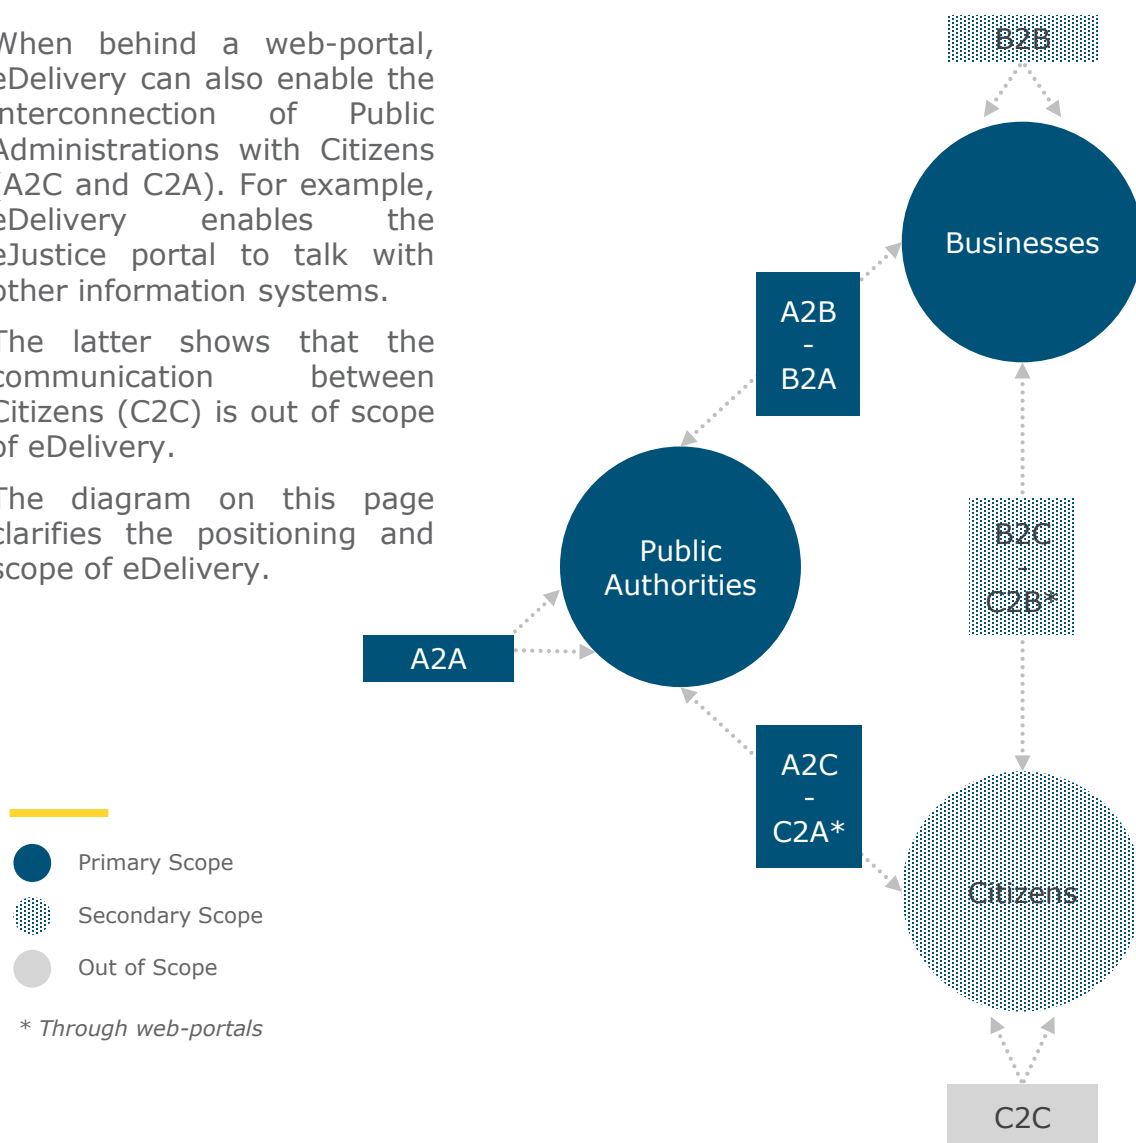 When behind a web-portal,
eDelivery can also enable the
interconnection of Public
Administrations with Citizens
(A2C and C2A). For example,
eDelivery enables the
eJustice portal to talk with
other information systems.
The latter shows that the
communication between
Citizens (C2C) is out of scope
of eDelivery.
The diagram on this page
clarifies the positioning and
scope of eDelivery.
B2B
Businesses
A2B
-
B2A
Public
Authorities
B2C
-
C2B*
A2A
A2C
-
C2A*
Citizens
C2C
Primary Scope
Secondary Scope
Out of Scope
* Through web-portals